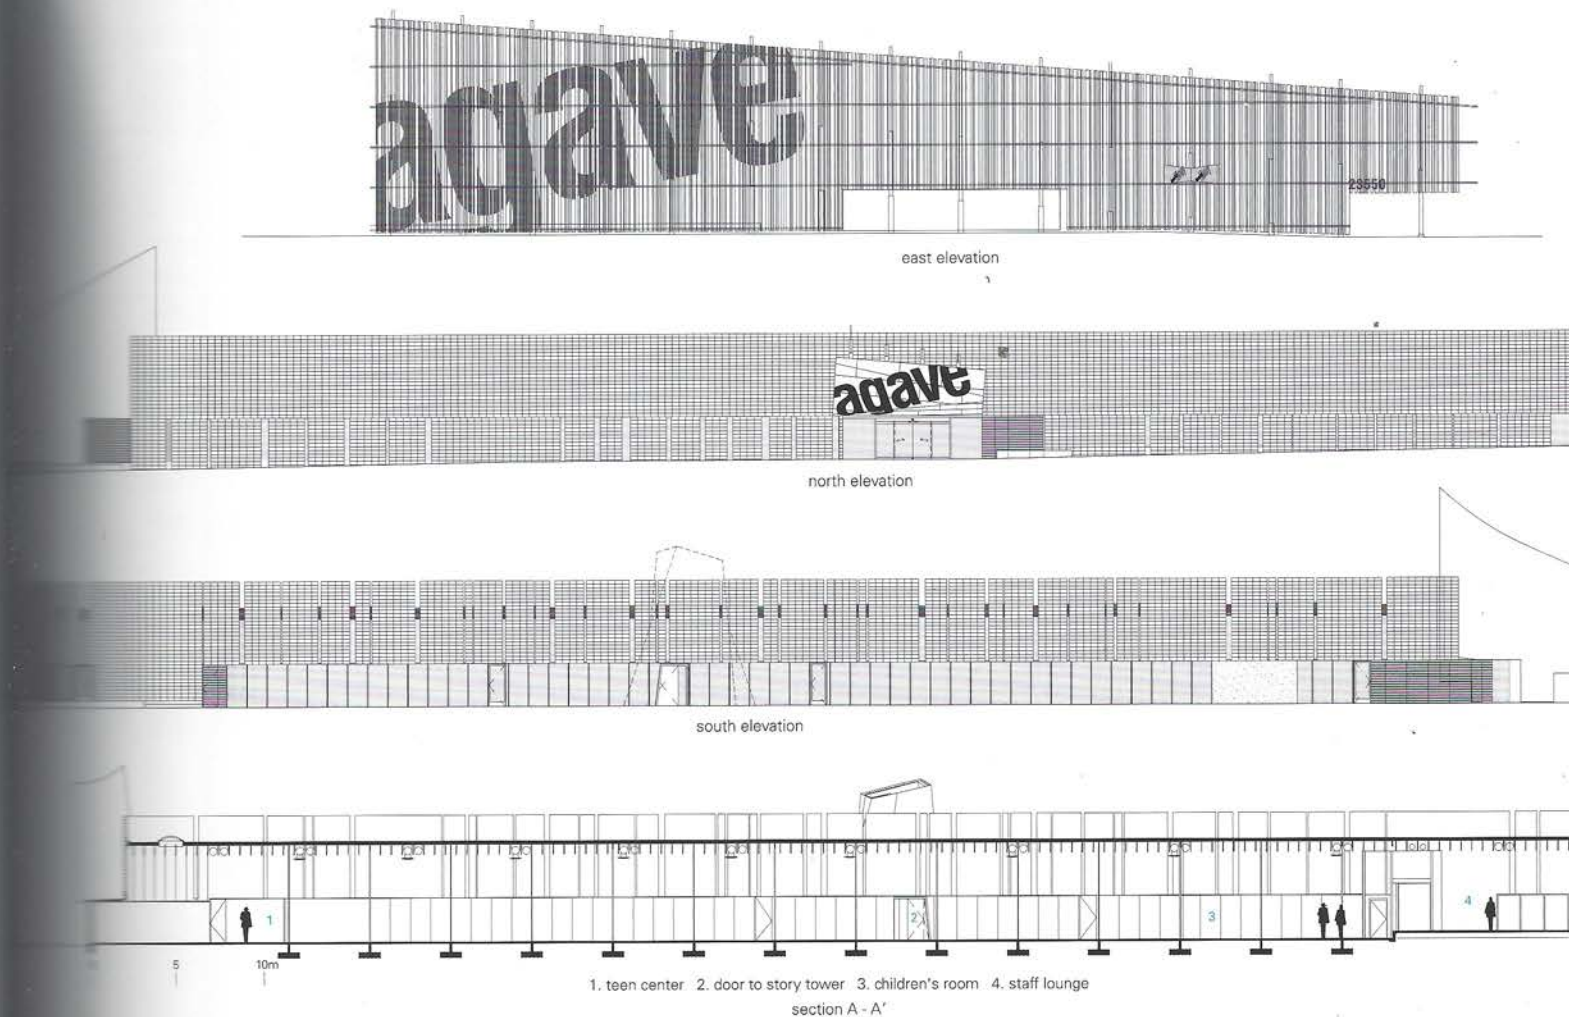 agave
23550
east elevation
agave
north elevation
south elevation
1
2
3
4
5
10m
1. teen center 2. door to story tower 3. children's room 4. staff lounge
section A - A'